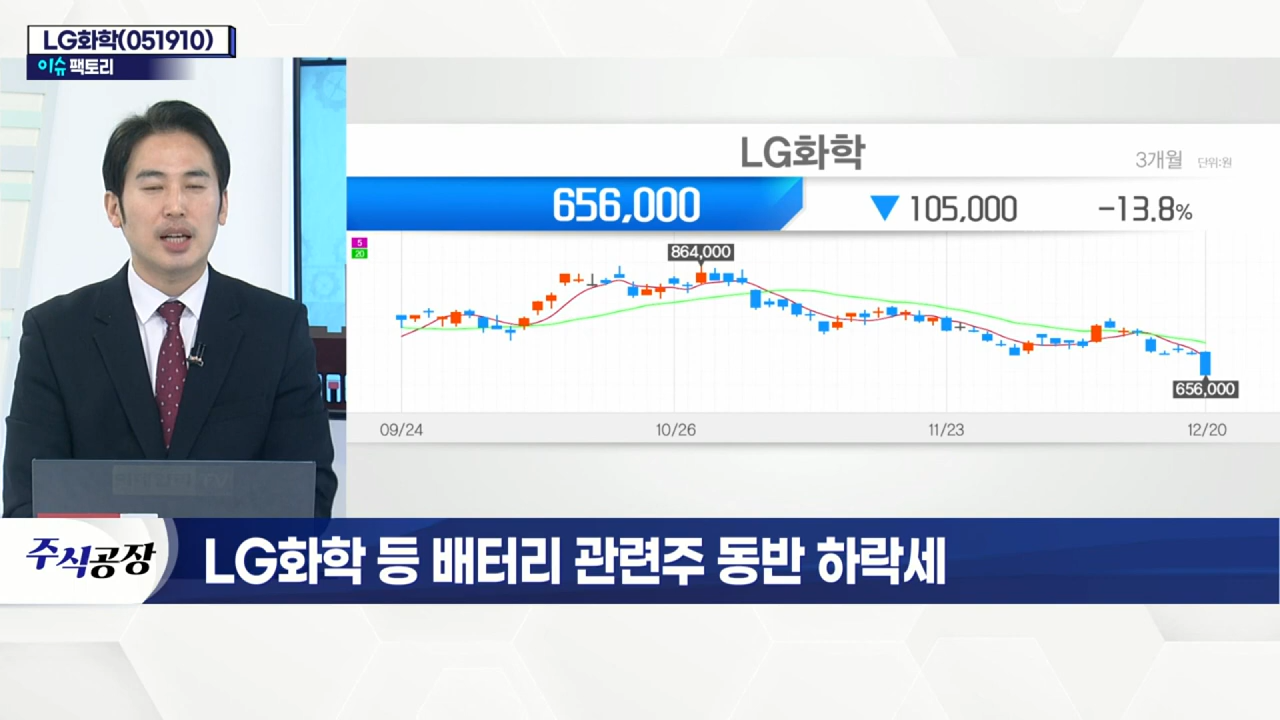 LG화학(051910)
이슈 팩토리
LG화학
3개월 단위:원
656,000 ▼ 105,000 -13.8%
5
20
864,000
656,000
09/24 10/26 11/23 12/20
주식공장
LG화학 등 배터리 관련주 동반 하락세